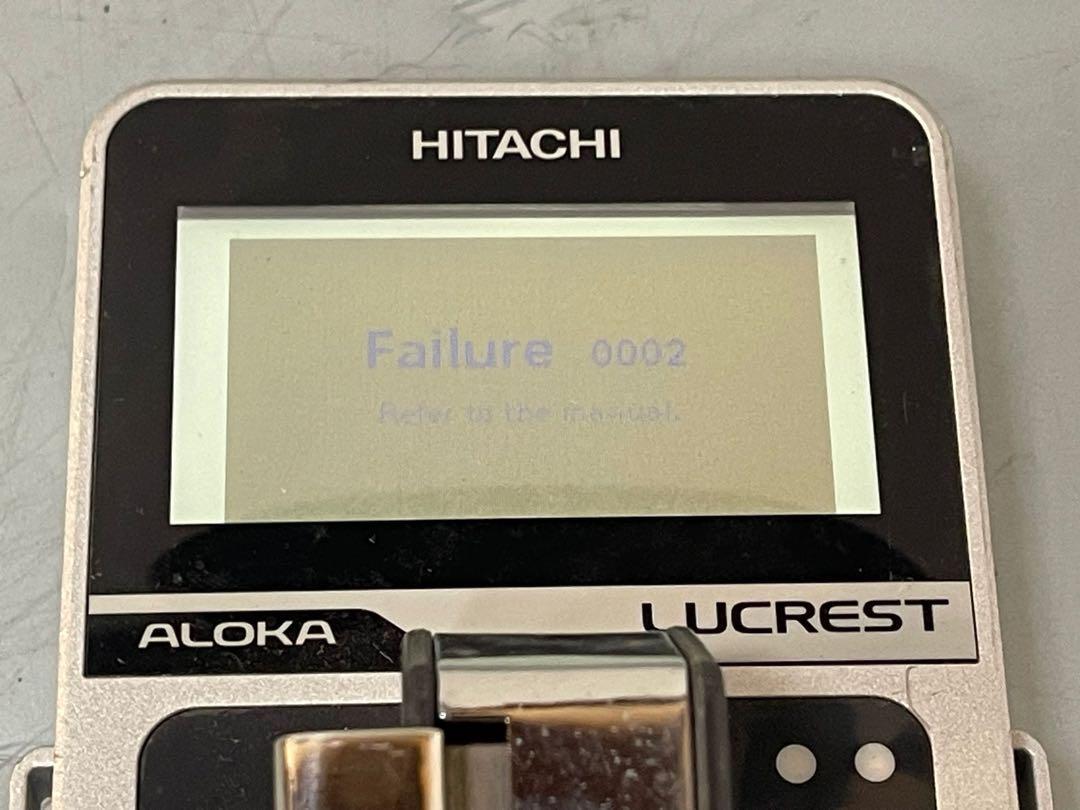 HITACHI
Failure 0002
Refer to the manual.
ALOKA
LUCREST